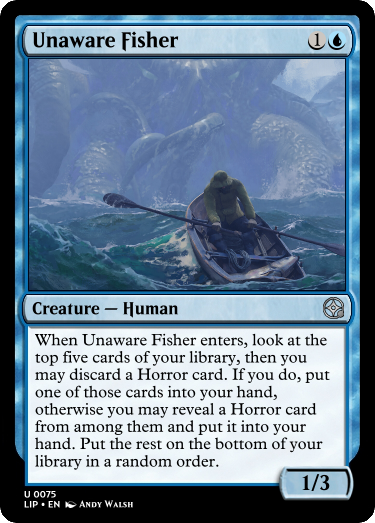 Unaware Fisher 1
Creature — Human
When Unaware Fisher enters, look at the
top five cards of your library, then you
may discard a Horror card. If you do, put
one of those cards into your hand,
otherwise you may reveal a Horror card
from among them and put it into your
hand. Put the rest on the bottom of your
library in a random order.
1/3
U 0075
LIP • EN Andy Walsh